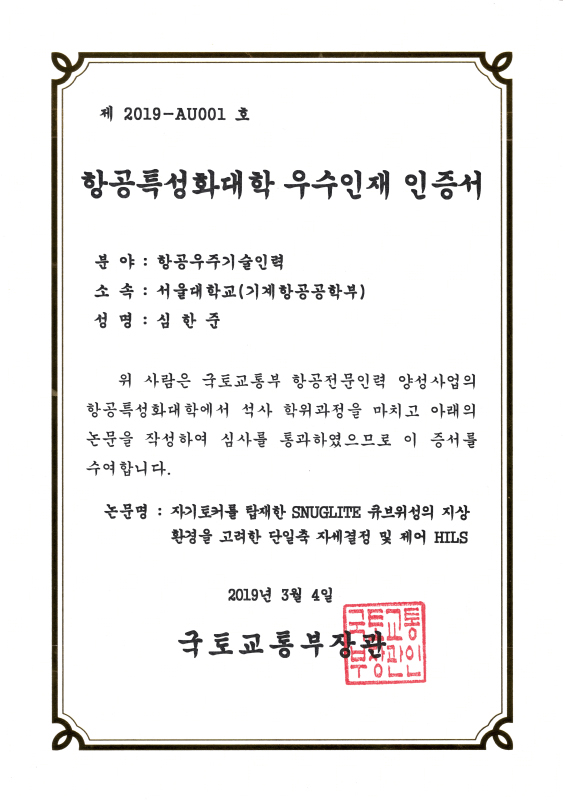 제 2019-AU001 호
항공특성화대학 우수인재 인증서
분 야 : 항공우주기술인력
소 속 : 서울대학교(기계항공공학부)
성 명 : 심 한 준
위 사람은 국토교통부 항공전문인력 양성사업의
항공특성화대학에서 석사 학위과정을 마치고 아래의
논문을 작성하여 심사를 통과하였으므로 이 증서를
수여합니다.
논문명 : 자기토커를 탑재한 SNUGLITE 큐브위성의 지상
환경을 고려한 단일축 자세결정 및 제어 HILS
2019년 3월 4일
국토교통부장관
국토교통
부장관인